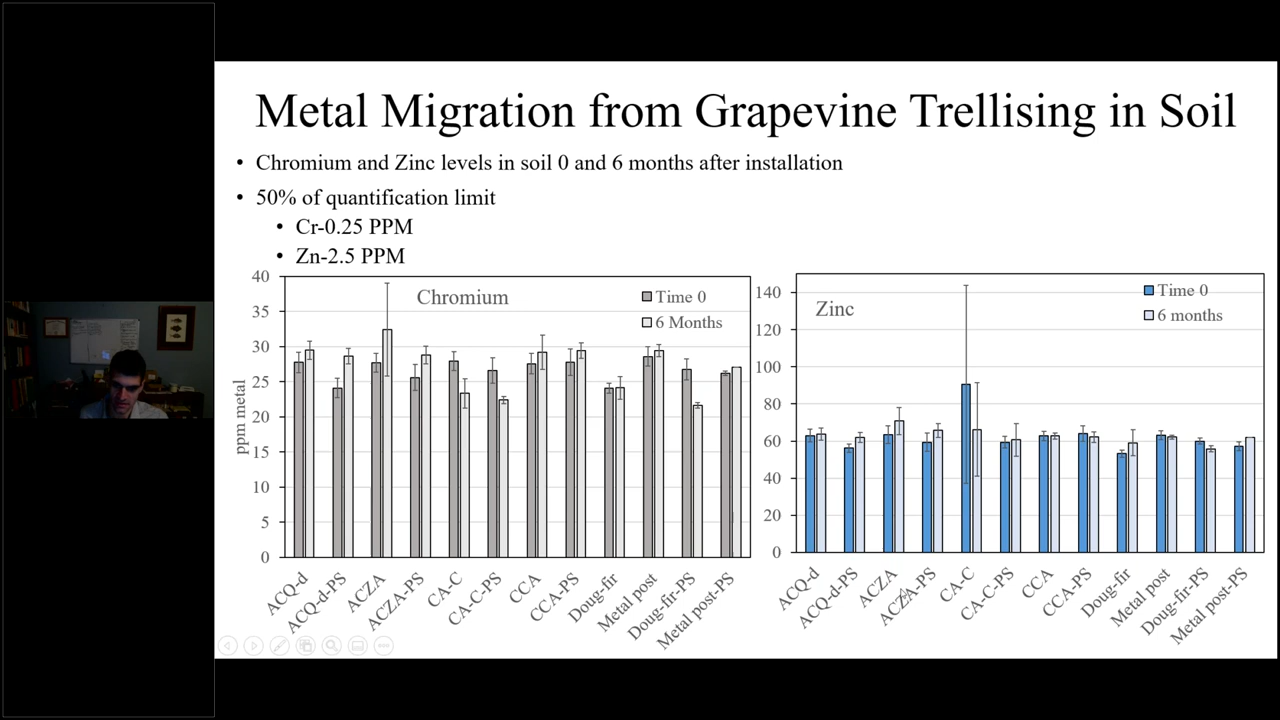 Metal Migration from Grapevine Trellising in Soil
• Chromium and Zinc levels in soil 0 and 6 months after installation
• 50% of quantification limit
• Cr-0.25 PPM
• Zn-2.5 PPM
Chromium
Time 0
6 Months
ppm metal
40
35
30
25
20
15
10
5
0
ACQ-d
ACQ-d-PS
ACZA
ACZA-PS
CA-C
CA-C-PS
CCA
CCA-PS
Doug-fir
Metal post
Doug-fir-PS
Metal post-PS
Zinc
Time 0
6 months
140
120
100
80
60
40
20
0
ACQ-d
ACQ-d-PS
ACZA
ACZA-PS
CA-C
CA-C-PS
CCA
CCA-PS
Doug-fir
Metal post
Doug-fir-PS
Metal post-PS